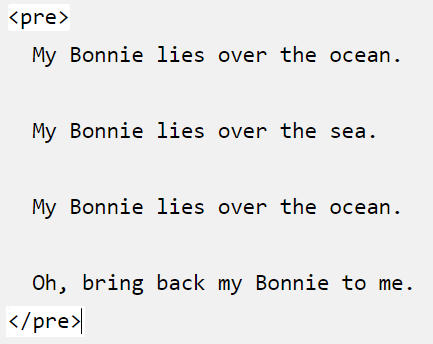 <pre>
My Bonnie lies over the ocean.
My Bonnie lies over the sea.
My Bonnie lies over the ocean.
Oh, bring back my Bonnie to me.
</pre>